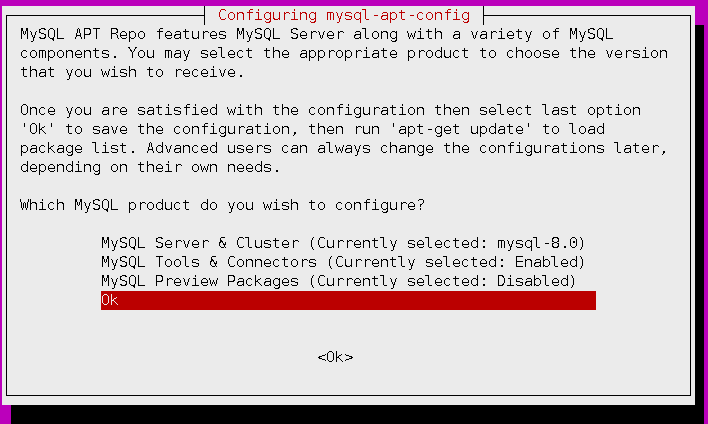 Configuring mysql-apt-config
MySQL APT Repo features MySQL Server along with a variety of MySQL
components. You may select the appropriate product to choose the version
that you wish to receive.
Once you are satisfied with the configuration then select last option
'Ok' to save the configuration, then run 'apt-get update' to load
package list. Advanced users can always change the configurations later,
depending on their own needs.
Which MySQL product do you wish to configure?
MySQL Server & Cluster (Currently selected: mysql-8.0)
MySQL Tools & Connectors (Currently selected: Enabled)
MySQL Preview Packages (Currently selected: Disabled)
Ok
<Ok>